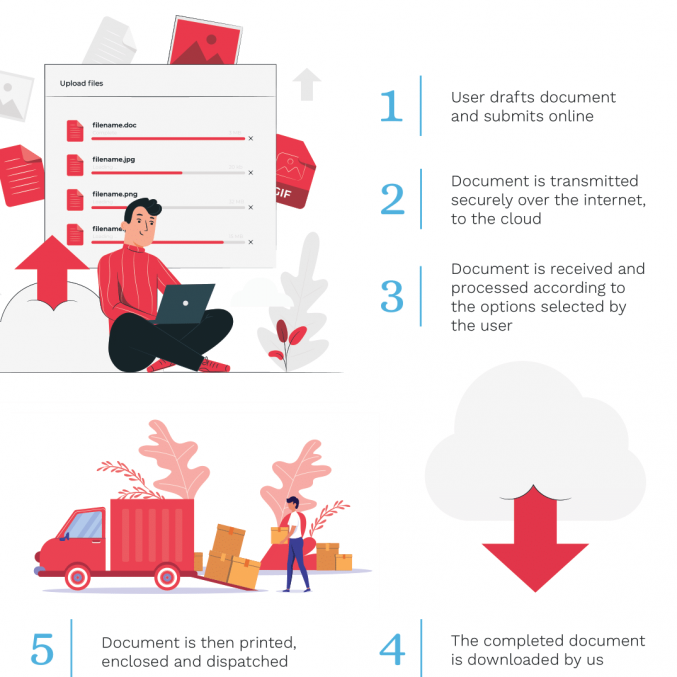 Upload files
filename.doc
filename.jpg
filename.png
GIF
1
User drafts document
and submits online
2
Document is transmitted
securely over the internet,
to the cloud
3
Document is received and
processed according to
the options selected by
the user
5
Document is then printed,
enclosed and dispatched
4
The completed document
is downloaded by us